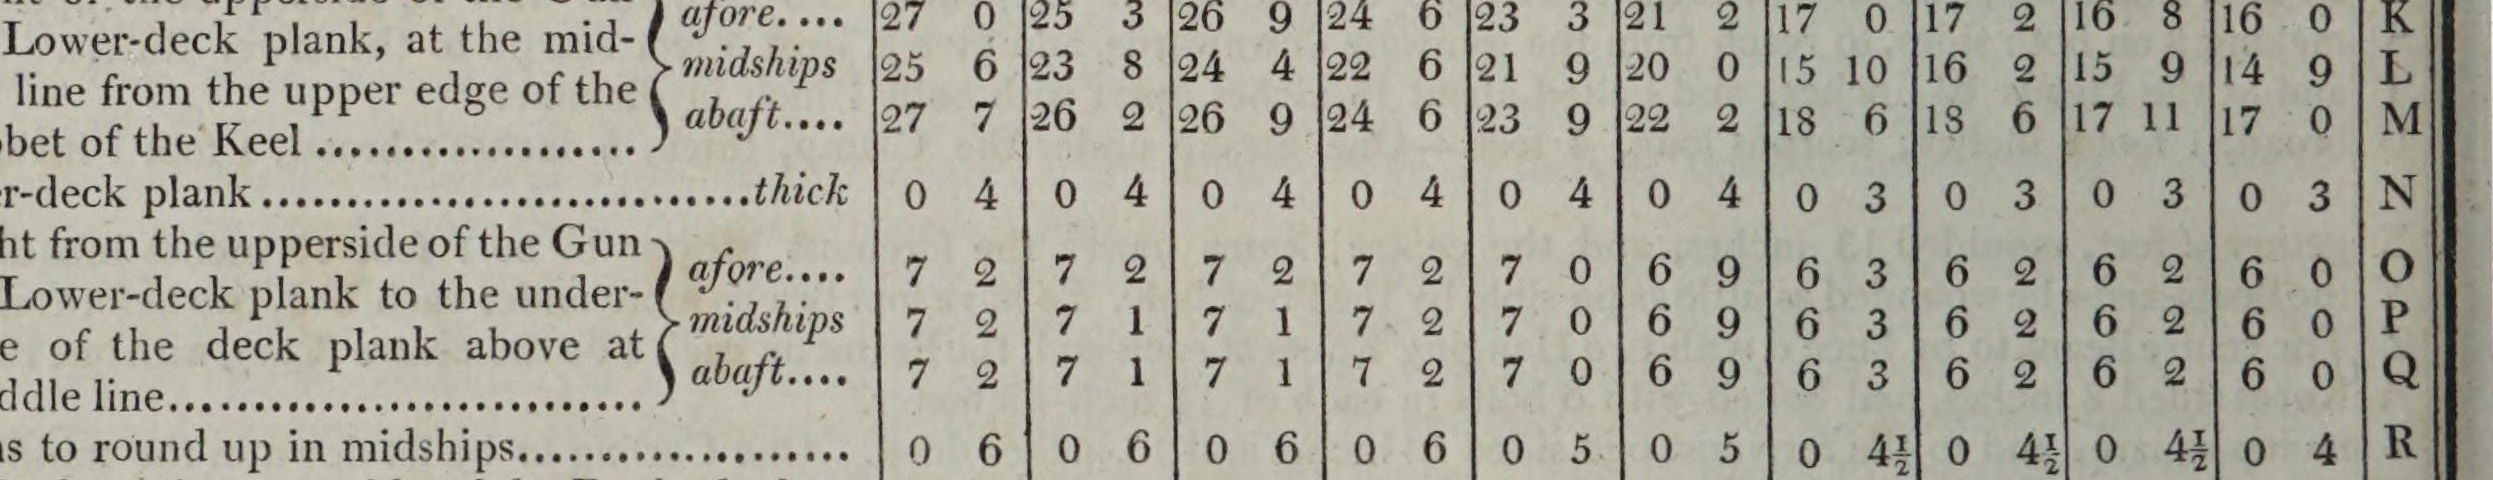 afore.... 27 0 25 3 26 9 24 6 23 3 21 2 17 0 17 2 16 8 16 0 K
Lower-deck plank, at the mid-
midships 25 6 23 8 24 4 22 6 21 9 20 0 15 10 16 2 15 9 14 9 L
line from the upper edge of the
abaft.... 27 7 26 2 26 9 24 6 23 9 22 2 18 6 18 6 17 11 17 0 M
bet of the Keel ....................
r-deck plank ..............................thick 0 4 0 4 0 4 0 4 0 4 0 4 0 3 0 3 0 3 0 3 N
ht from the upperside of the Gun
afore.... 7 2 7 2 7 2 7 2 7 0 6 9 6 3 6 2 6 2 6 0 O
Lower-deck plank to the under-
midships 7 2 7 1 7 1 7 2 7 0 6 9 6 3 6 2 6 2 6 0 P
e of the deck plank above at
abaft.... 7 2 7 1 7 1 7 2 7 0 6 9 6 3 6 2 6 2 6 0 Q
ddle line..............................
s to round up in midships..................... 0 6 0 6 0 6 0 6 0 5 0 5 0 4½ 0 4½ 0 4½ 0 4 R